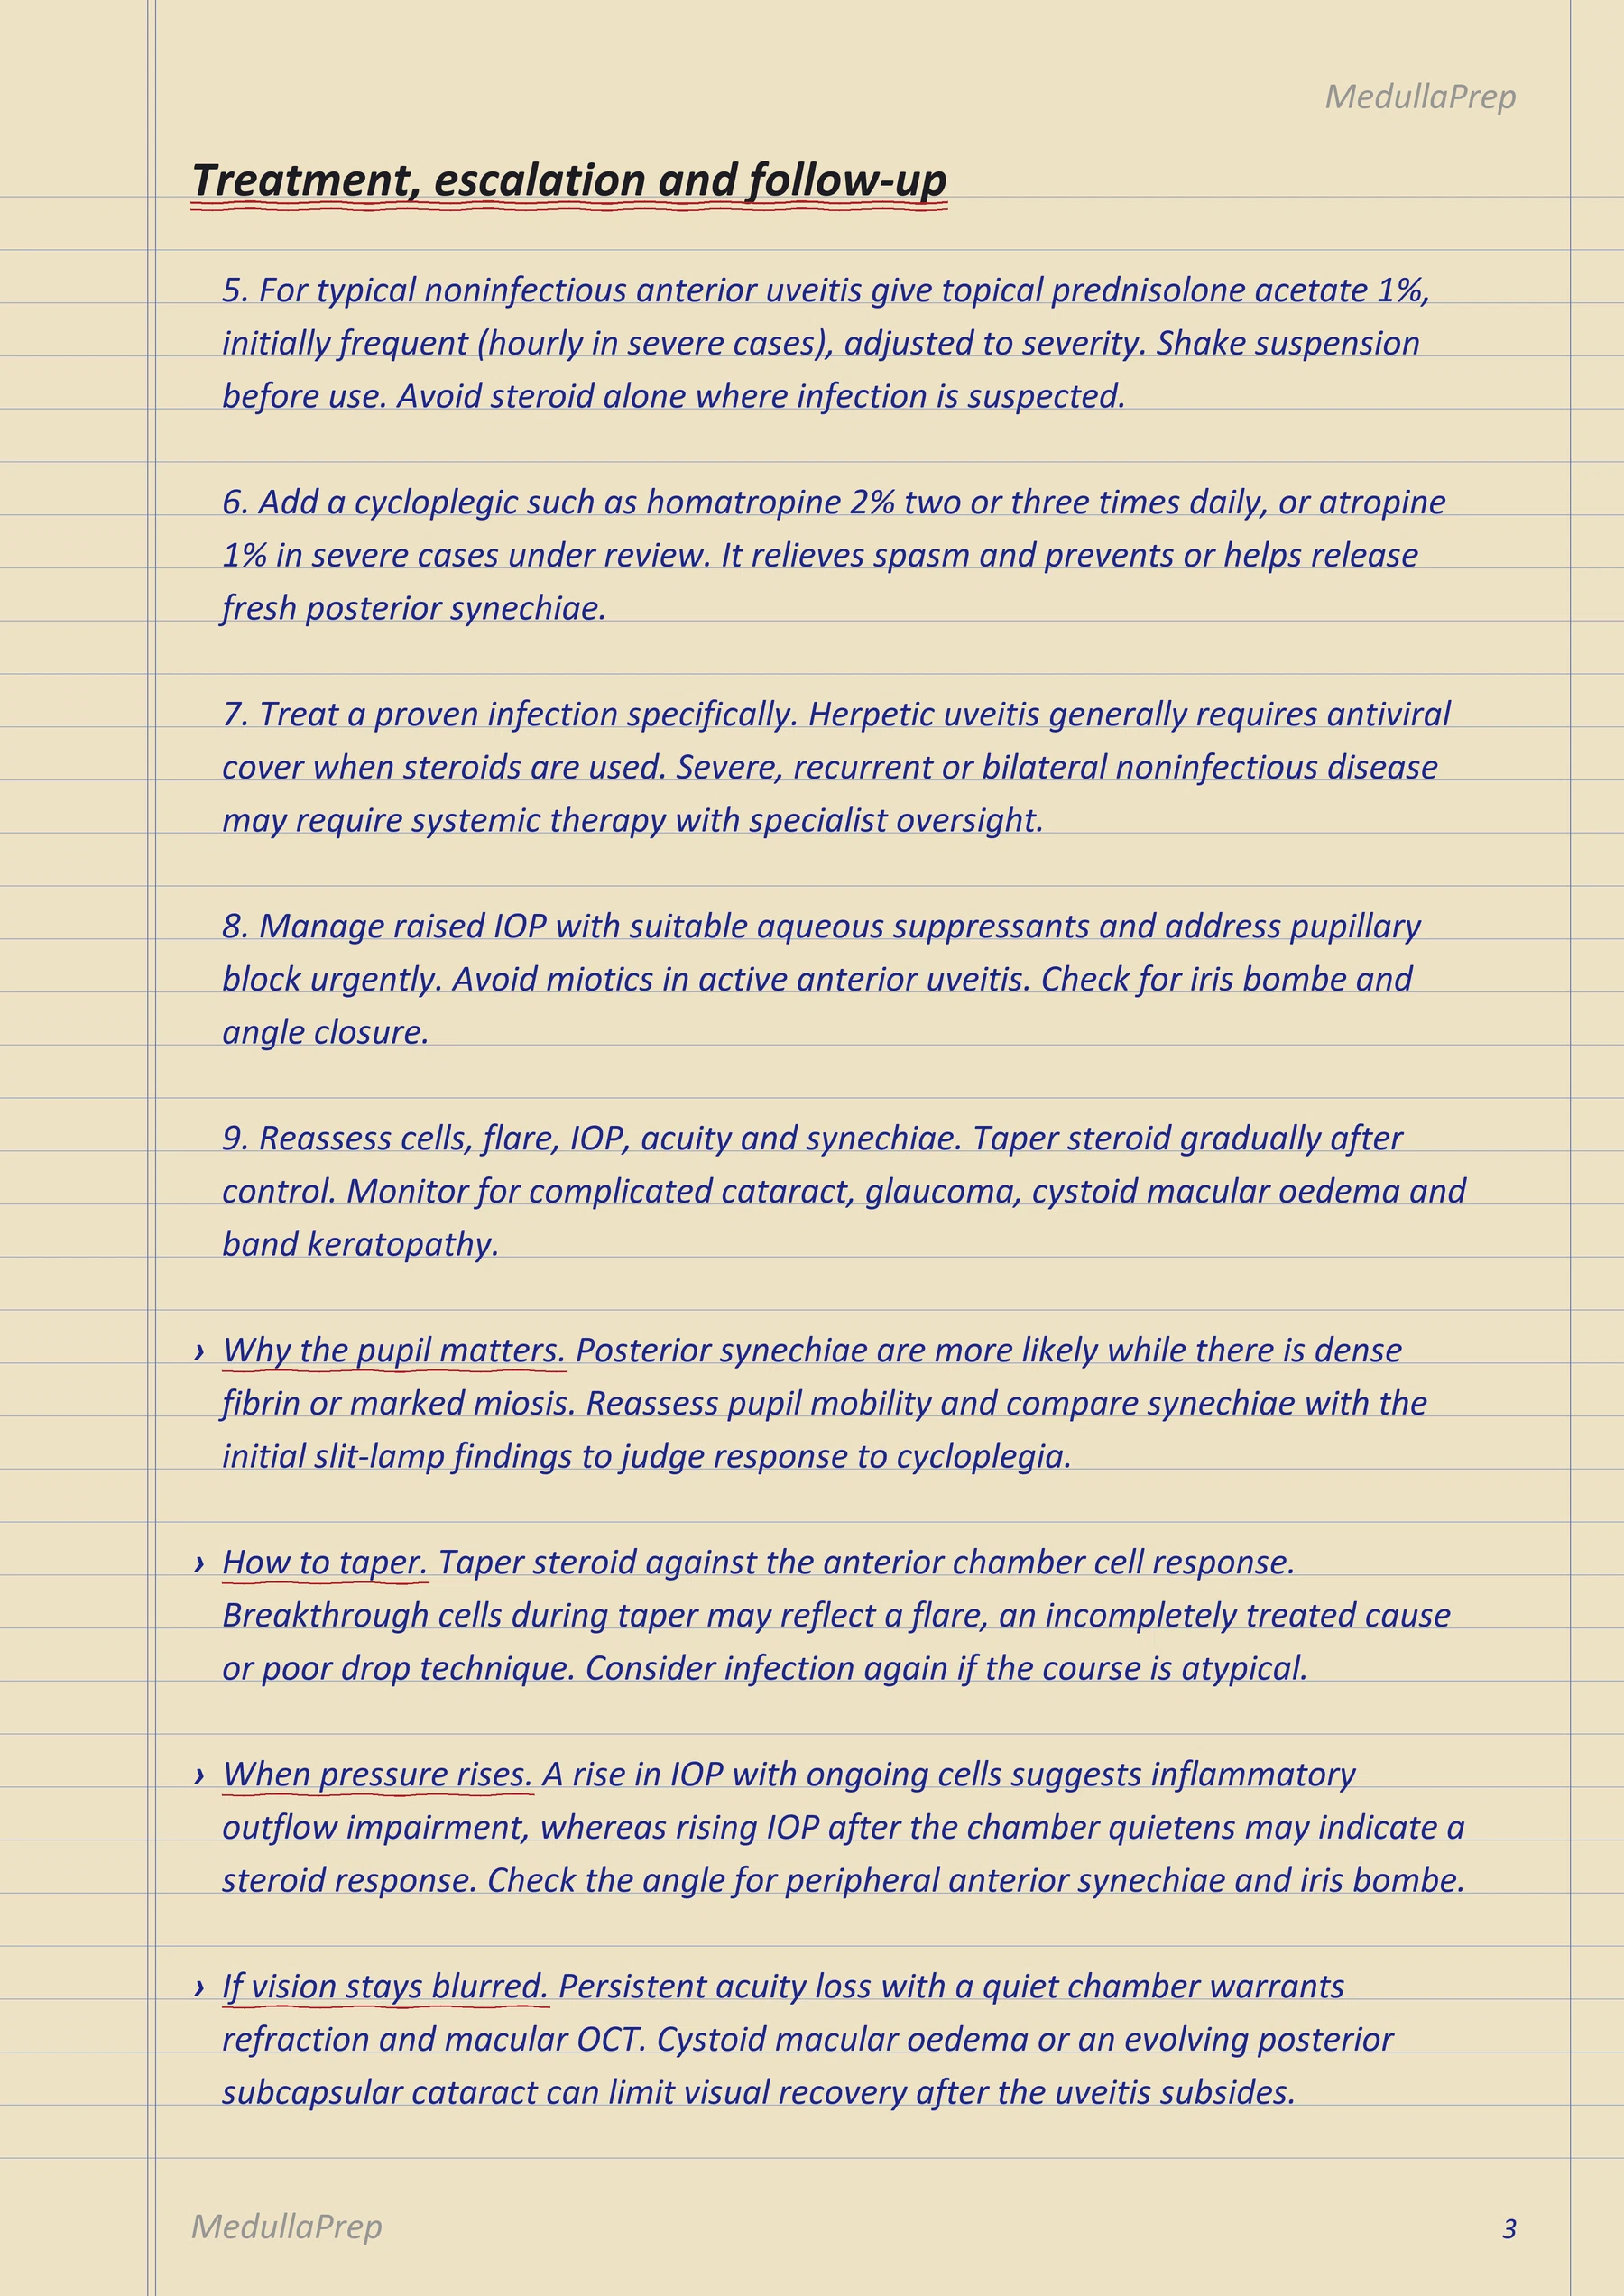 MedullaPrep
Treatment, escalation and follow-up
5. For typical noninfectious anterior uveitis give topical prednisolone acetate 1%,
initially frequent (hourly in severe cases), adjusted to severity. Shake suspension
before use. Avoid steroid alone where infection is suspected.
6. Add a cycloplegic such as homatropine 2% two or three times daily, or atropine
1% in severe cases under review. It relieves spasm and prevents or helps release
fresh posterior synechiae.
7. Treat a proven infection specifically. Herpetic uveitis generally requires antiviral
cover when steroids are used. Severe, recurrent or bilateral noninfectious disease
may require systemic therapy with specialist oversight.
8. Manage raised IOP with suitable aqueous suppressants and address pupillary
block urgently. Avoid miotics in active anterior uveitis. Check for iris bombe and
angle closure.
9. Reassess cells, flare, IOP, acuity and synechiae. Taper steroid gradually after
control. Monitor for complicated cataract, glaucoma, cystoid macular oedema and
band keratopathy.
› Why the pupil matters. Posterior synechiae are more likely while there is dense
fibrin or marked miosis. Reassess pupil mobility and compare synechiae with the
initial slit-lamp findings to judge response to cycloplegia.
› How to taper. Taper steroid against the anterior chamber cell response.
Breakthrough cells during taper may reflect a flare, an incompletely treated cause
or poor drop technique. Consider infection again if the course is atypical.
› When pressure rises. A rise in IOP with ongoing cells suggests inflammatory
outflow impairment, whereas rising IOP after the chamber quietens may indicate a
steroid response. Check the angle for peripheral anterior synechiae and iris bombe.
› If vision stays blurred. Persistent acuity loss with a quiet chamber warrants
refraction and macular OCT. Cystoid macular oedema or an evolving posterior
subcapsular cataract can limit visual recovery after the uveitis subsides.
MedullaPrep
3